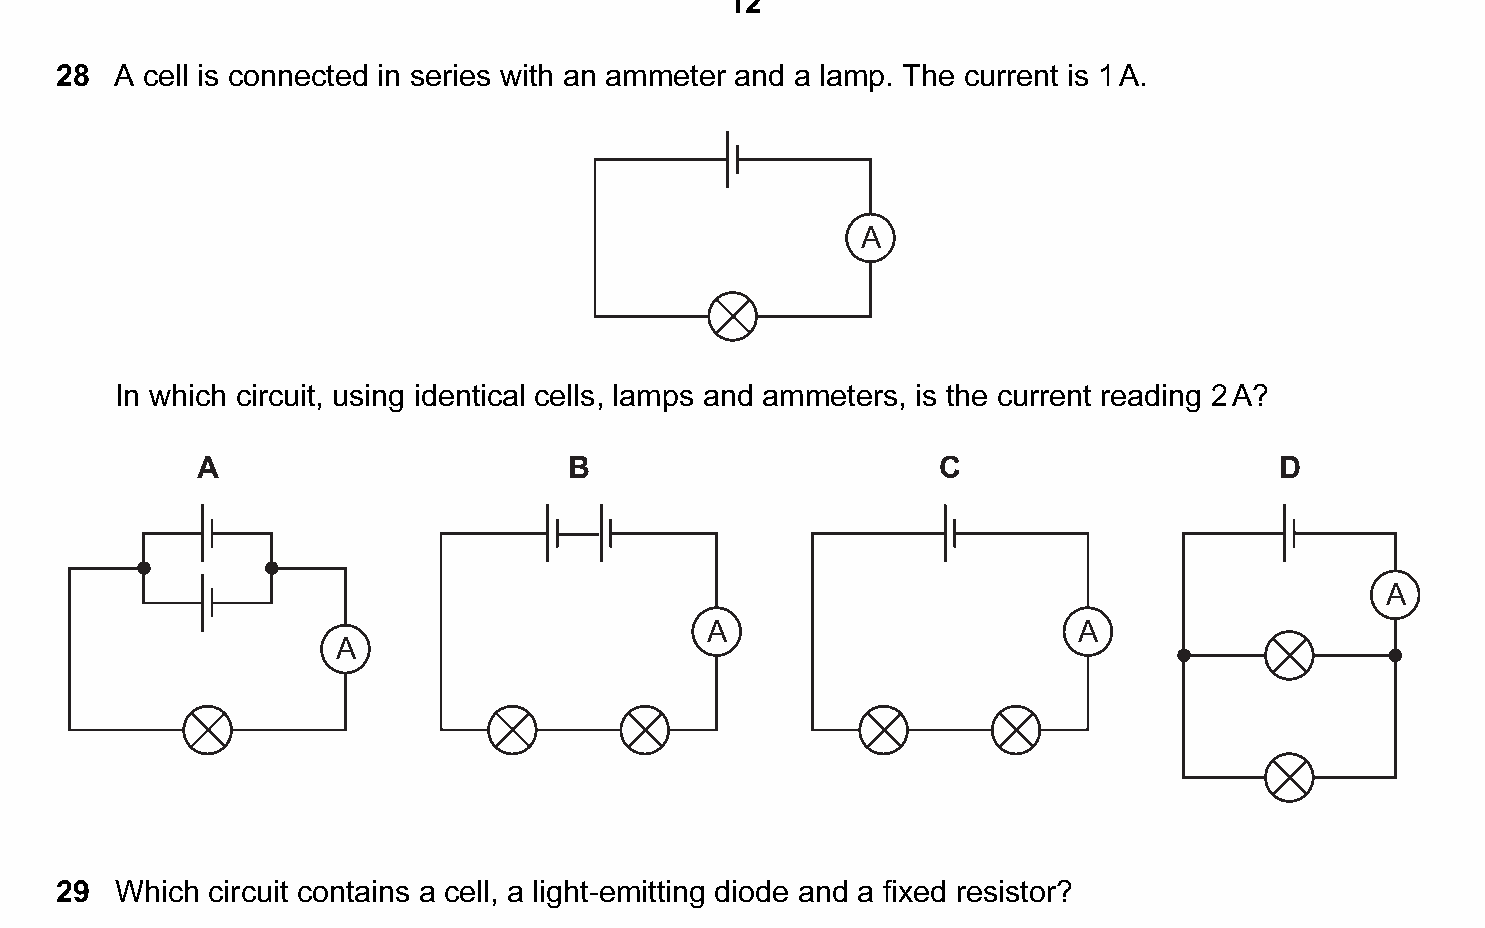 12
28 A cell is connected in series with an ammeter and a lamp. The current is 1 A.
A
In which circuit, using identical cells, lamps and ammeters, is the current reading 2 A?
A B C D
A
A
A
A
29 Which circuit contains a cell, a light-emitting diode and a fixed resistor?